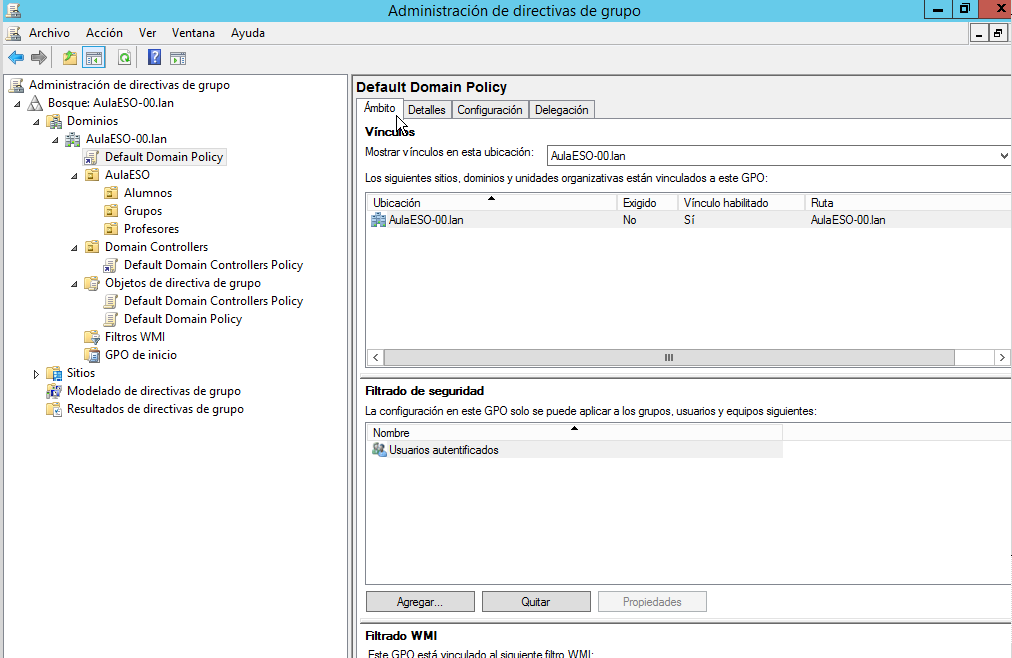 Administración de directivas de grupo
Archivo Acción Ver Ventana Ayuda
Administración de directivas de grupo
Bosque: AulaESO-00.lan
Dominios
AulaESO-00.lan
Default Domain Policy
AulaESO
Alumnos
Grupos
Profesores
Domain Controllers
Default Domain Controllers Policy
Objetos de directiva de grupo
Default Domain Controllers Policy
Default Domain Policy
Filtros WMI
GPO de inicio
Sitios
Modelado de directivas de grupo
Resultados de directivas de grupo
Default Domain Policy
Ámbito Detalles Configuración Delegación
Vínculos
Mostrar vínculos en esta ubicación: AulaESO-00.lan
Los siguientes sitios, dominios y unidades organizativas están vinculados a este GPO:
Ubicación Exigido Vínculo habilitado Ruta
AulaESO-00.lan No Sí AulaESO-00.lan
Filtrado de seguridad
La configuración en este GPO solo se puede aplicar a los grupos, usuarios y equipos siguientes:
Nombre
Usuarios autentificados
Agregar... Quitar Propiedades
Filtrado WMI
Este GPO está vinculado al siguiente filtro WMI: